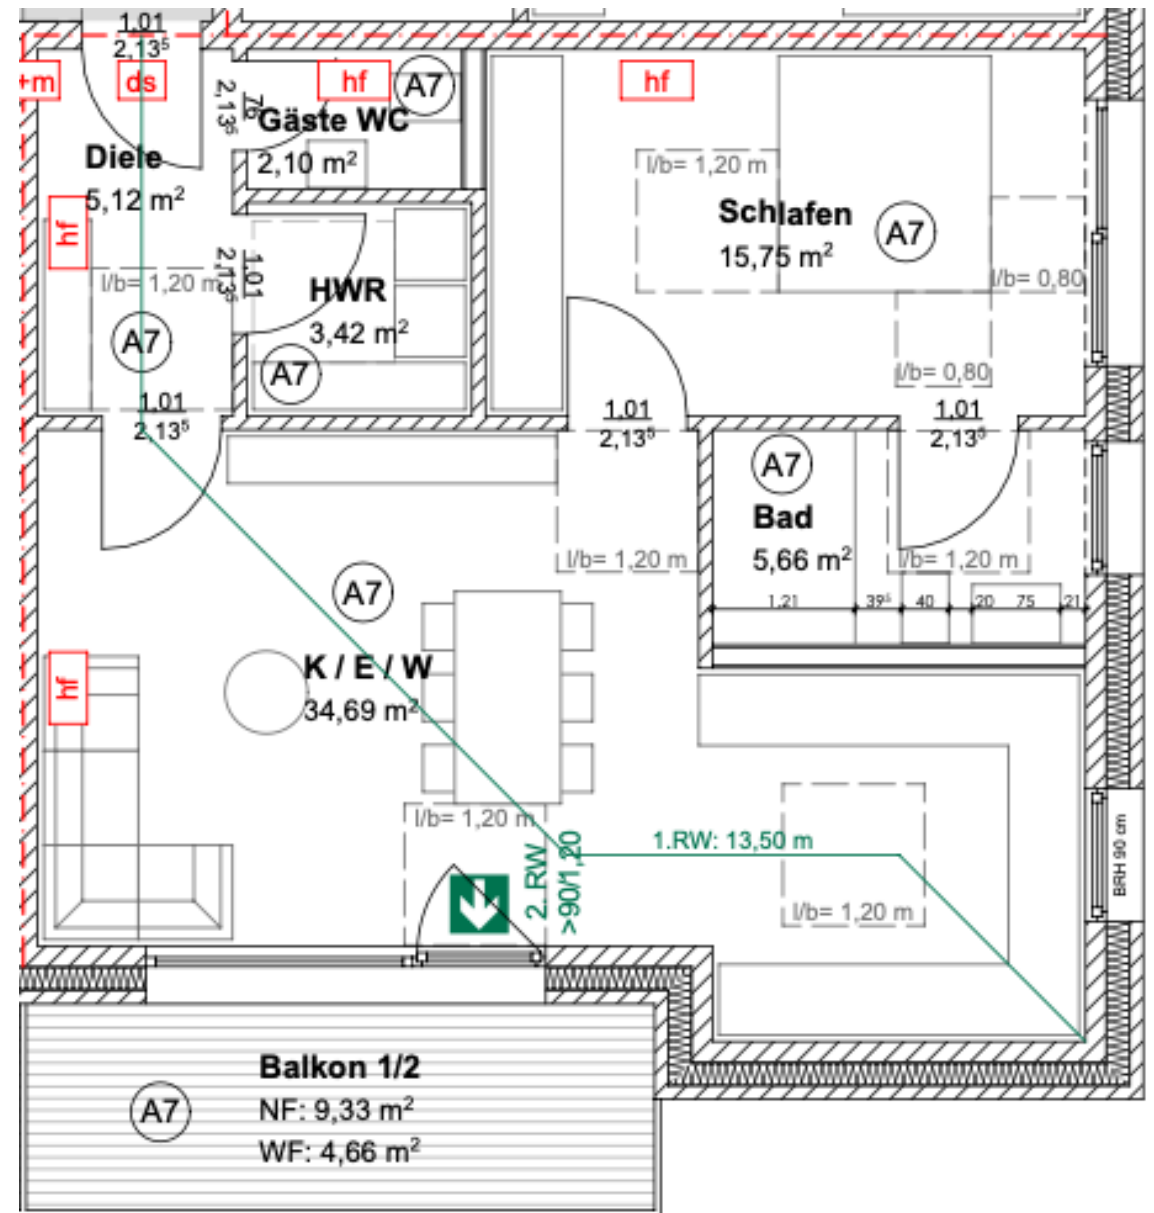 1.01
2.13⁵
+m
ds
hf
A7
hf
76
2.13⁵
Gäste WC
2,10 m²
Diele
5,12 m²
hf
l/b= 1,20 m
A7
1.01
2.13⁵
HWR
3,42 m²
A7
l/b= 1,20 m
Schlafen
15,75 m²
A7
l/b= 0,80
l/b= 0,80
1.01
2.13⁵
1.01
2.13⁵
1.01
2.13⁵
A7
Bad
5,66 m²
l/b= 1,20 m
l/b= 1,20 m
1.21
39⁵
40
20
75
21
A7
K / E / W
34,69 m²
hf
l/b= 1,20 m
2. RW
>90/1,20
1.RW: 13,50 m
l/b= 1,20 m
BRH 90 cm
Balkon 1/2
A7
NF: 9,33 m²
WF: 4,66 m²